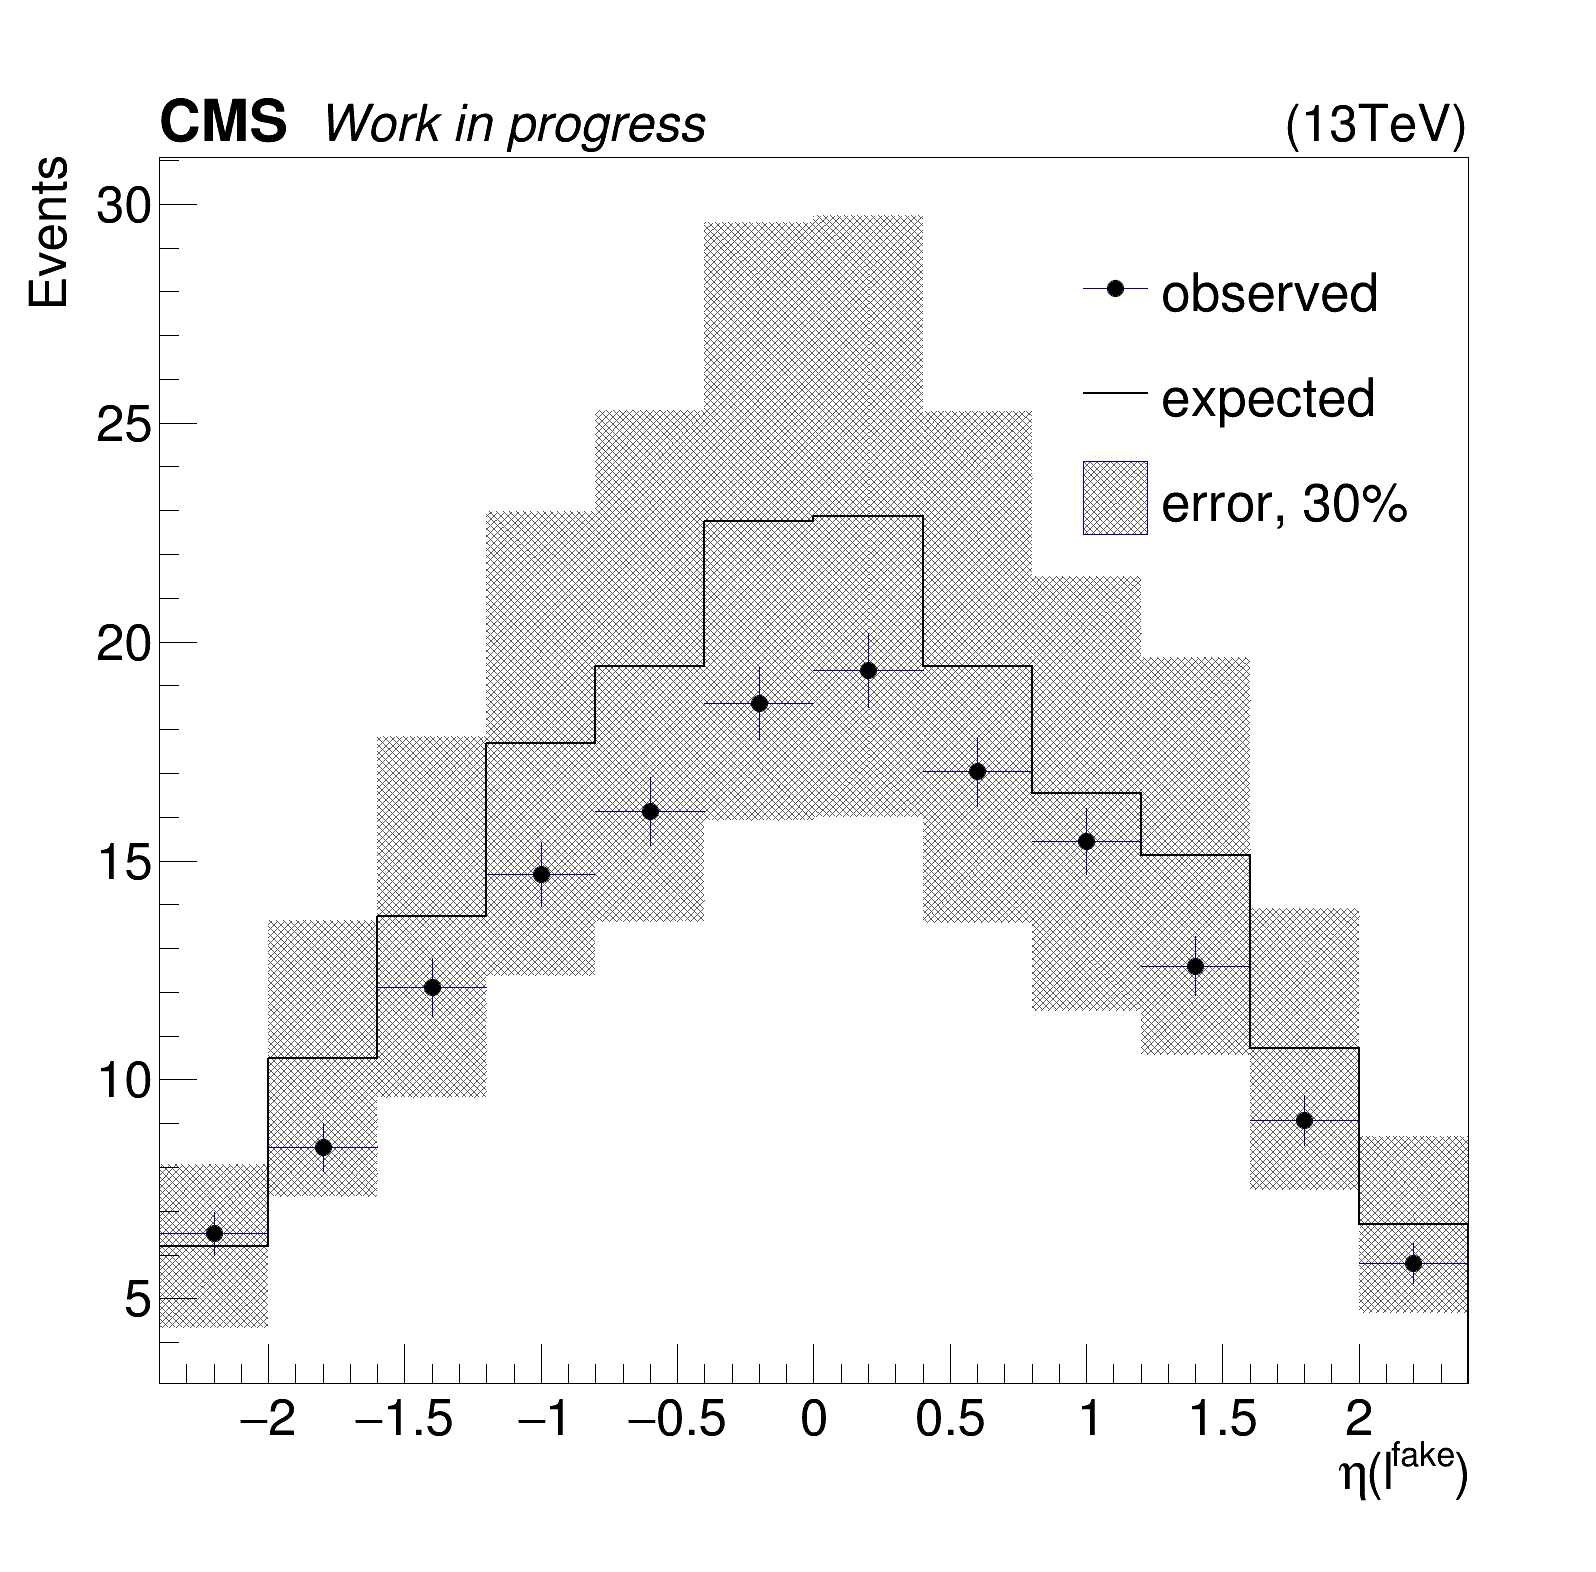 CMS Work in progress (13TeV)
Events
30
25
20
15
10
5
observed
expected
error, 30%
−2 −1.5 −1 −0.5 0 0.5 1 1.5 2
η(l^fake)